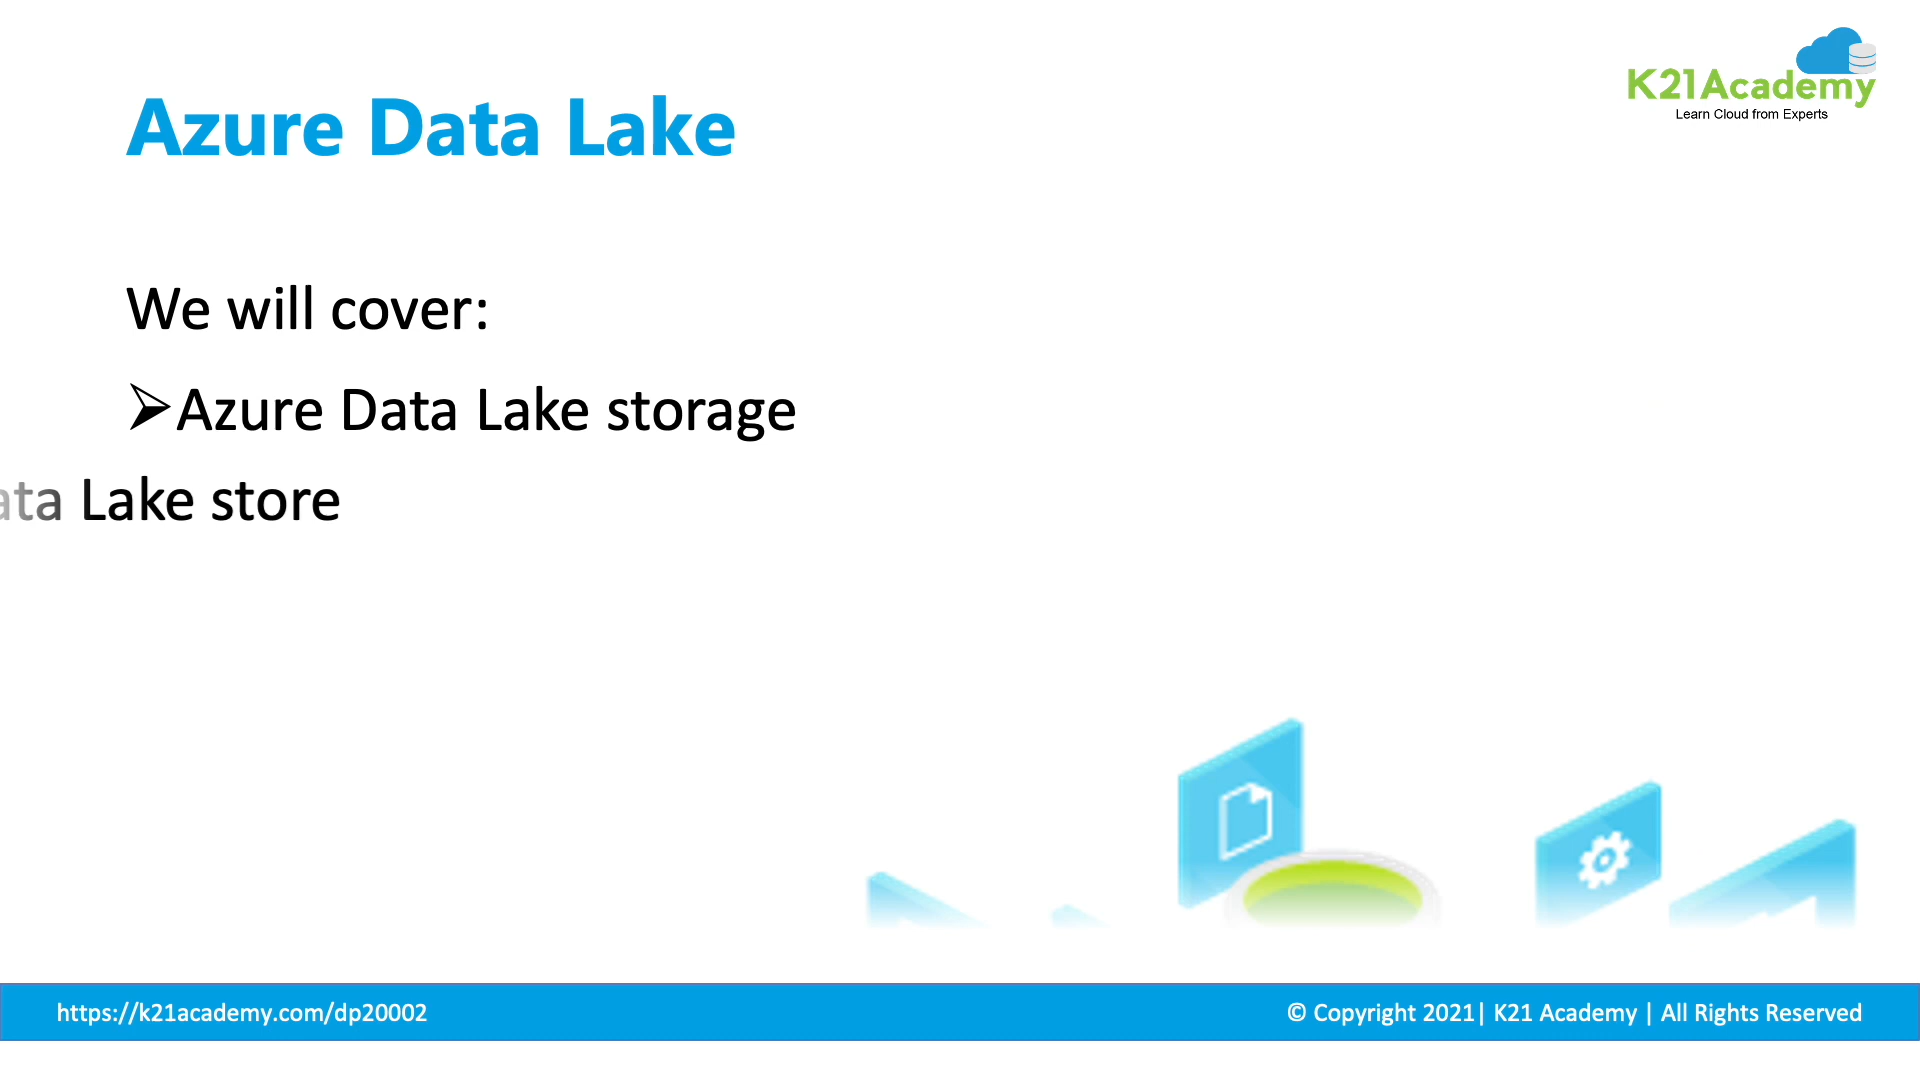 K21Academy
Learn Cloud from Experts
Azure Data Lake
We will cover:
➢Azure Data Lake storage
ata Lake store
https://k21academy.com/dp20002
© Copyright 2021| K21 Academy | All Rights Reserved